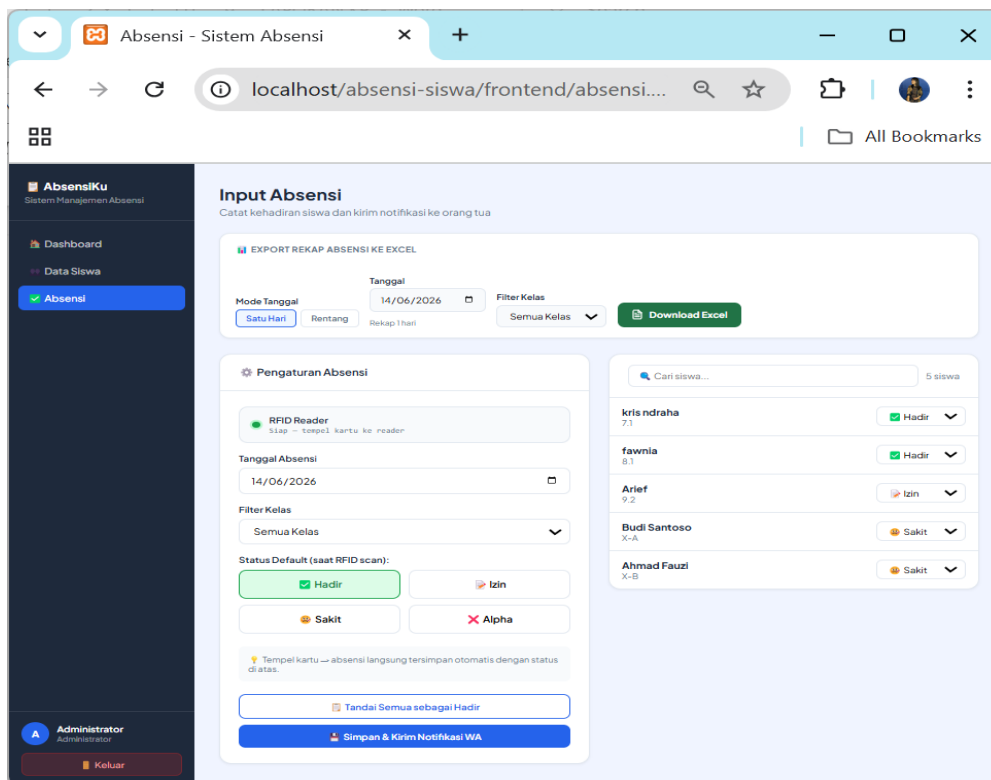 Absensi - Sistem Absensi
localhost/absensi-siswa/frontend/absensi....
All Bookmarks
AbsensiKu
Sistem Manajemen Absensi
Dashboard
Data Siswa
Absensi
Administrator
A
Administrator
Keluar
Input Absensi
Catat kehadiran siswa dan kirim notifikasi ke orang tua
EXPORT REKAP ABSENSI KE EXCEL
Mode Tanggal
Satu Hari Rentang
Tanggal
14/06/2026
Rekap 1 hari
Filter Kelas
Semua Kelas
Download Excel
Pengaturan Absensi
RFID Reader
Siap — tempel kartu ke reader
Tanggal Absensi
14/06/2026
Filter Kelas
Semua Kelas
Status Default (saat RFID scan):
Hadir Izin
Sakit Alpha
Tempel kartu → absensi langsung tersimpan otomatis dengan status
di atas.
Tandai Semua sebagai Hadir
Simpan & Kirim Notifikasi WA
Cari siswa... 5 siswa
kris ndraha
7.1
Hadir
fawnia
8.1
Hadir
Arief
9.2
Izin
Budi Santoso
X-A
Sakit
Ahmad Fauzi
X-B
Sakit